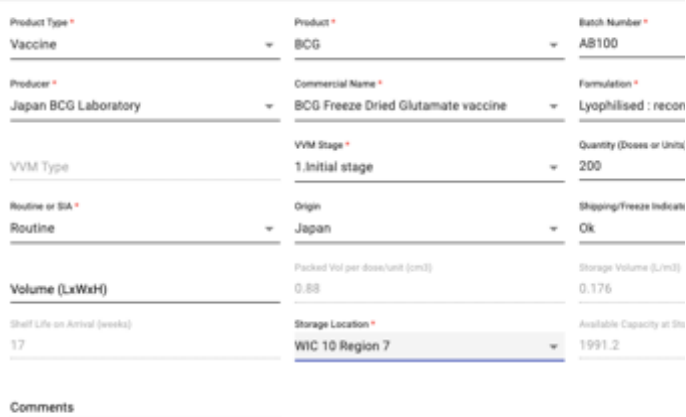 Product Type * Product * Batch Number *
Vaccine BCG AB100
Producer * Commercial Name * Formulation *
Japan BCG Laboratory BCG Freeze Dried Glutamate vaccine Lyophilised : recon
VVM Stage * Quantity (Doses or Units)
VVM Type 1.Initial stage 200
Routine or SIA * Origin Shipping/Freeze Indicato
Routine Japan Ok
Packed Vol per dose/unit (cm3) Storage Volume (L/m3)
Volume (LxWxH) 0.88 0.176
Shelf Life on Arrival (weeks) Storage Location * Available Capacity at Sto
17 WIC 10 Region 7 1991.2
Comments